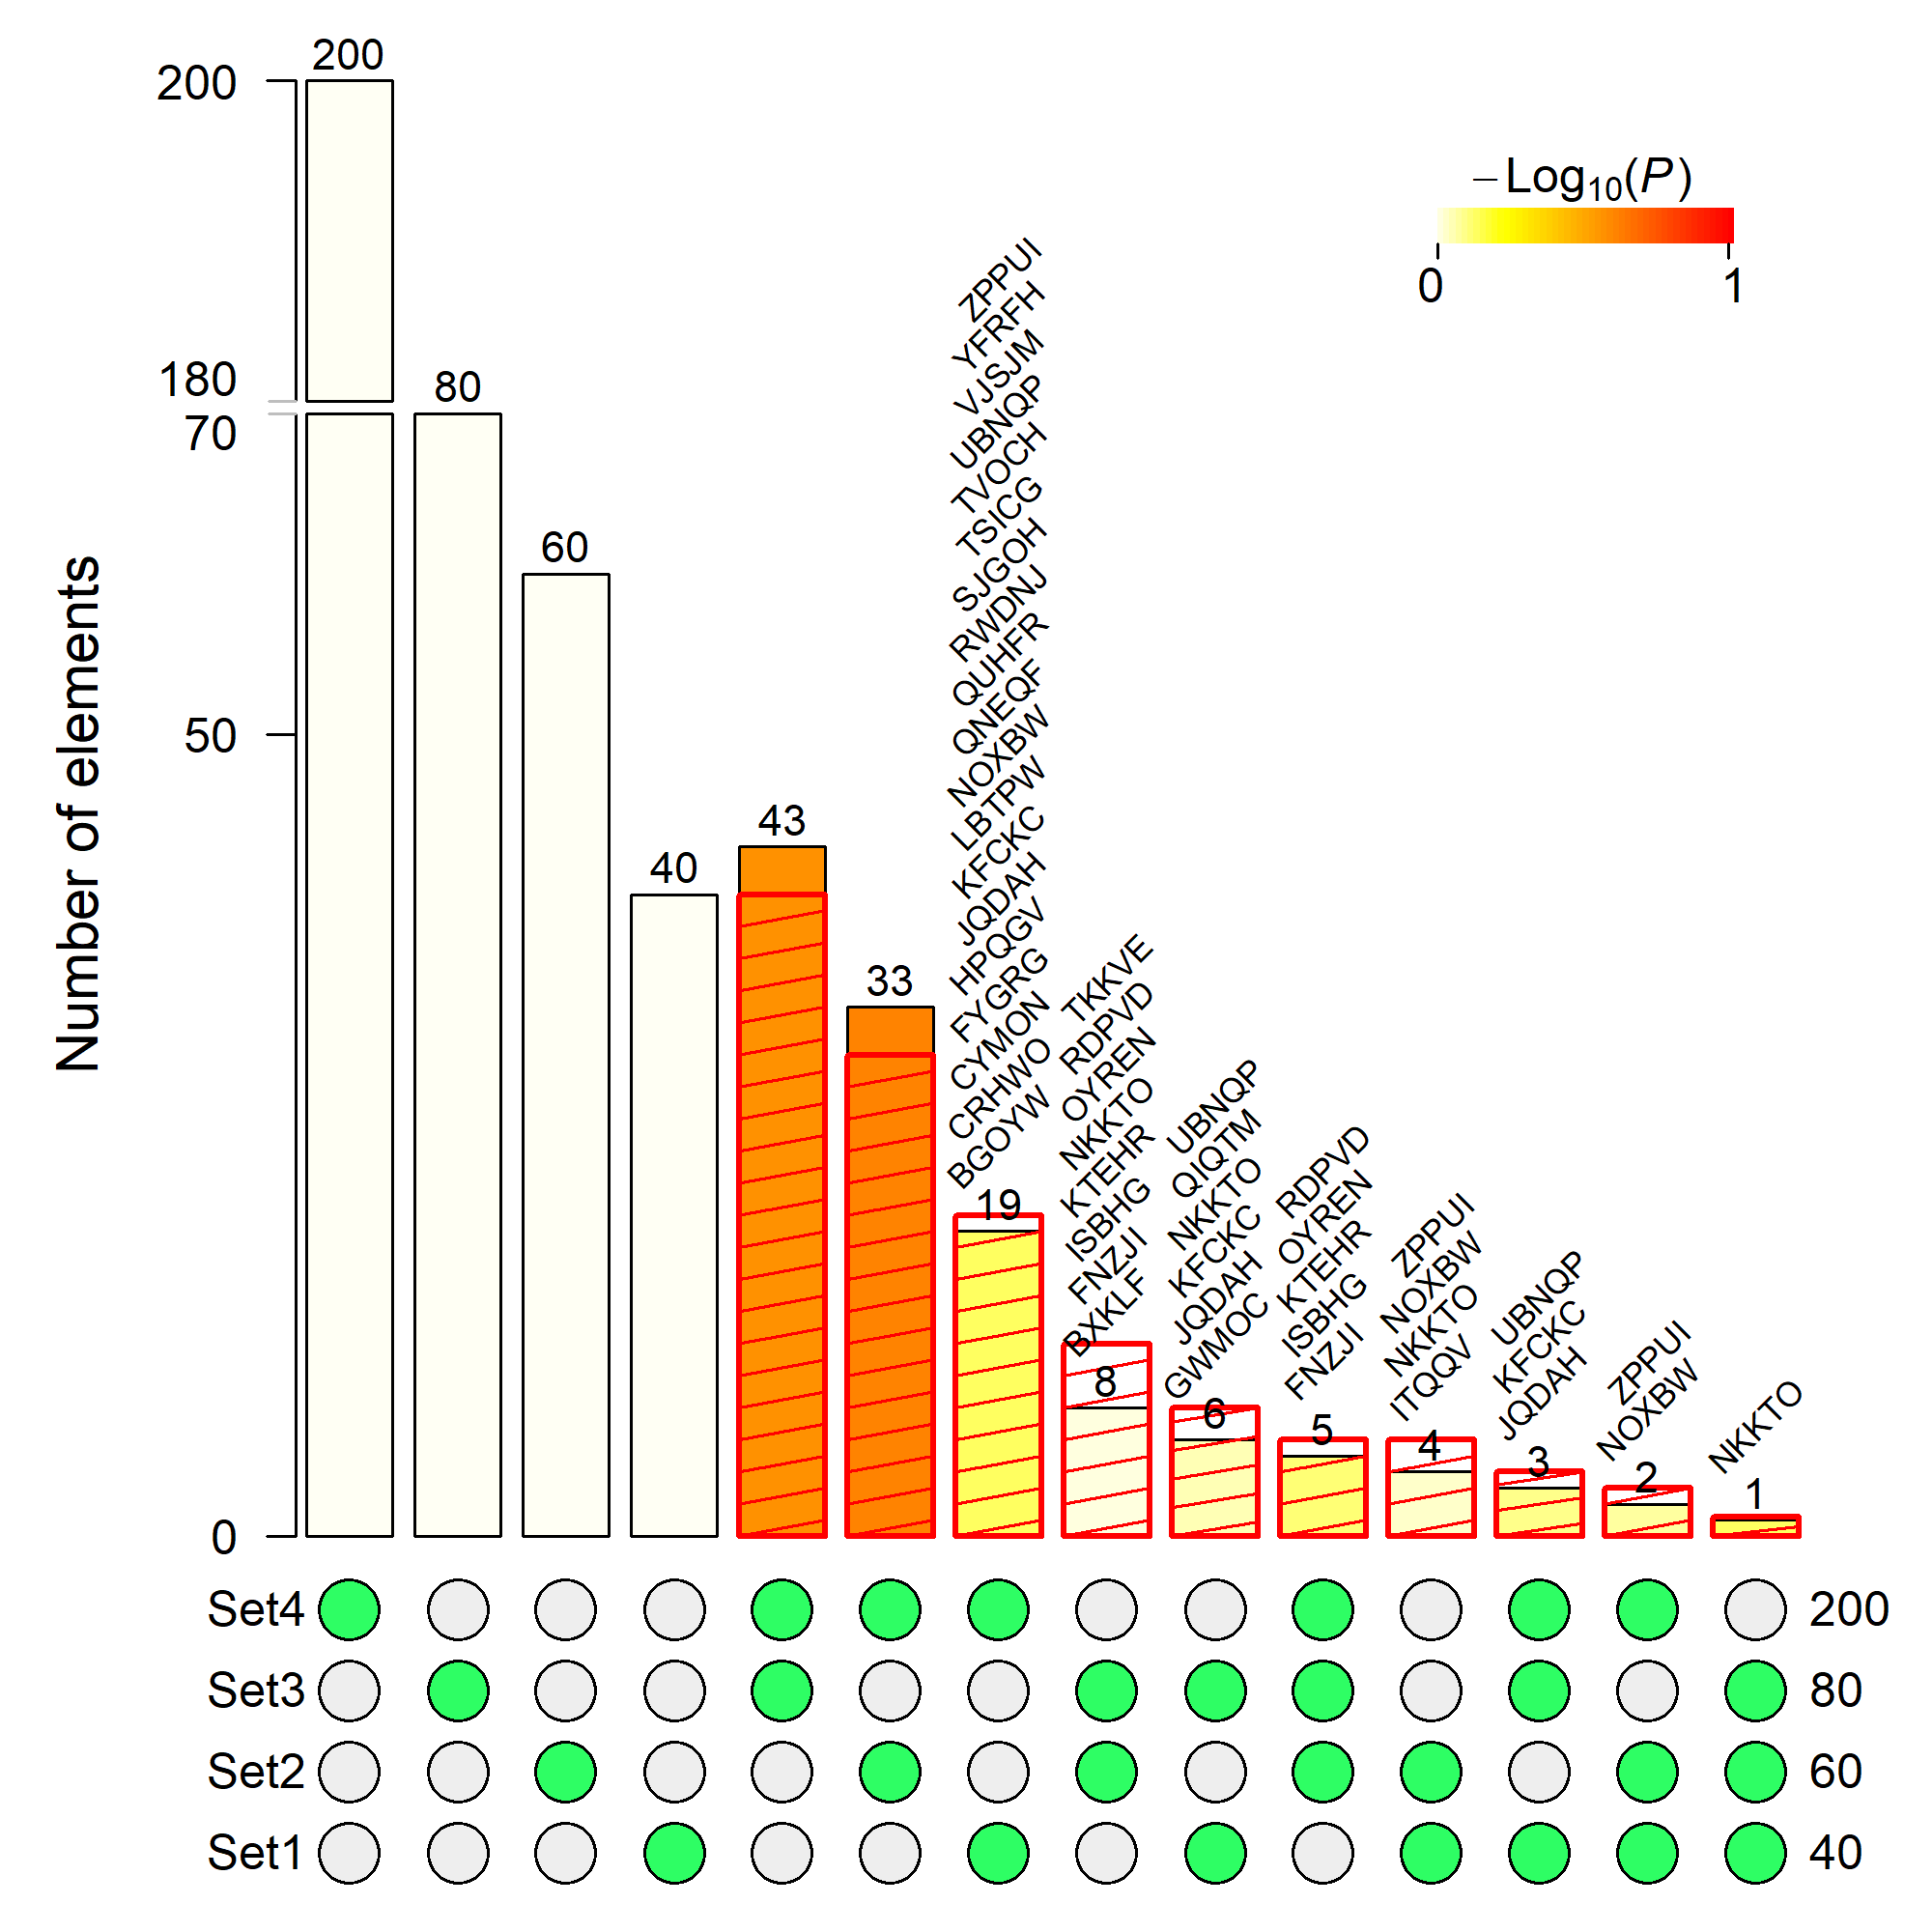 200
200
180
80
70
60
50
43
40
33
0
Number of elements
−Log10(P)
0 1
ZPPUI
YFRFH
VJSJM
UBNQP
TVOCH
TSICG
SJGOH
RWDNJ
QUHFR
QNEQF
NOXBW
LBTPW
KFCKC
JQDAH
HPQGV
FYGRG
CYMON
CRHWO
BGOYW
19
TKKVE
RDPVD
OYREN
NKKTO
KTEHR
ISBHG
FNZJI
BXKLF
8
UBNQP
QIQTM
NKKTO
KFCKC
JQDAH
GWMOC
6
RDPVD
OYREN
KTEHR
ISBHG
FNZJI
5
ZPPUI
NOXBW
NKKTO
ITQQV
4
UBNQP
KFCKC
JQDAH
3
ZPPUI
NOXBW
2
NKKTO
1
Set4 200
Set3 80
Set2 60
Set1 40